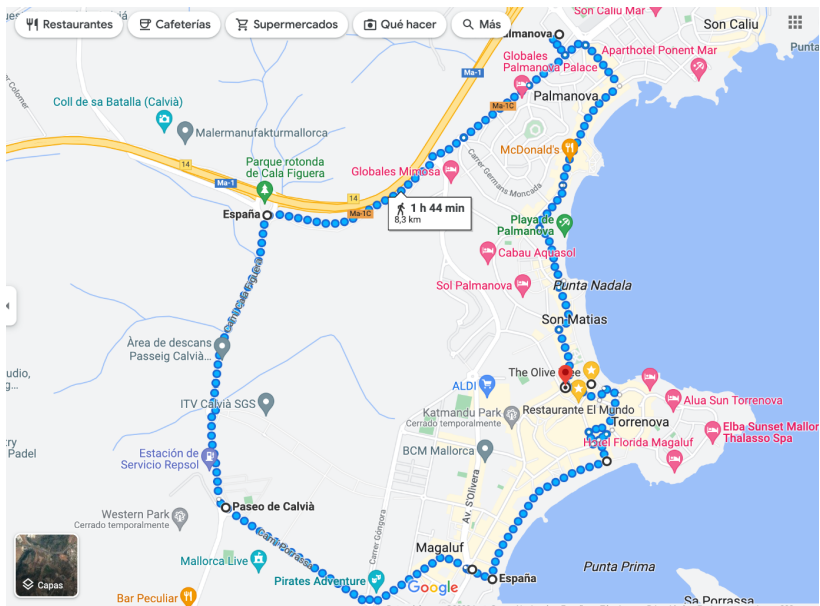 Restaurantes
Cafeterías
Supermercados
Qué hacer
Más
Son Caliu Mar
Son Caliu
Palmanova
Punta
Globales
Palmanova Palace
Aparthotel Ponent Mar
Ma-1
Palmanova
Coll de sa Batalla (Calvià)
Ma-1C
Malermanufakturmallorca
McDonald's
Parque rotonda
de Cala Figuera
14
Globales Mimosa
Carrer Germans Moncada
Ma-1
14
España
Ma-1C
1 h 44 min
8,3 km
Playa de
Palmanova
Cabau Aquasol
Sol Palmanova
Punta Nadala
Son Matias
Àrea de descans
Passeig Calvià...
The Olive
ALDI
ITV Calvià SGS
Katmandu Park
Cerrado temporalmente
Restaurante El Mundo
Alua Sun Torrenova
Torrenova
Elba Sunset Mallor
Thalasso Spa
Hotel Florida Magaluf
BCM Mallorca
Padel
Estación de
Servicio Repsol
Av. S'Olivera
Paseo de Calvià
Western Park
Cerrado temporalmente
Carrer Góngora
Mallorca Live
Magaluf
Pirates Adventure
Google
España
Punta Prima
Capas
Bar Peculiar
Sa Porrassa